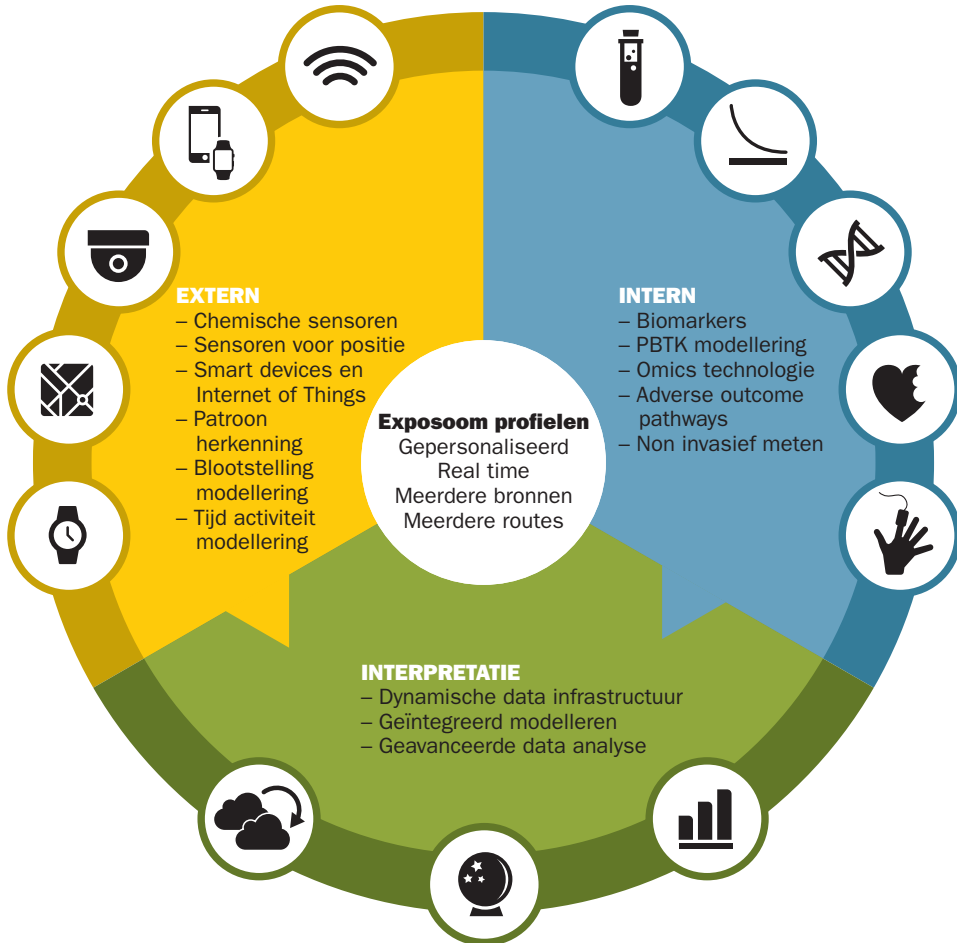 EXTERN
– Chemische sensoren
– Sensoren voor positie
– Smart devices en
Internet of Things
– Patroon
herkenning
– Blootstelling
modellering
– Tijd activiteit
modellering
INTERN
– Biomarkers
– PBTK modellering
– Omics technologie
– Adverse outcome
pathways
– Non invasief meten
Exposoom profielen
Gepersonaliseerd
Real time
Meerdere bronnen
Meerdere routes
INTERPRETATIE
– Dynamische data infrastructuur
– Geïntegreerd modelleren
– Geavanceerde data analyse